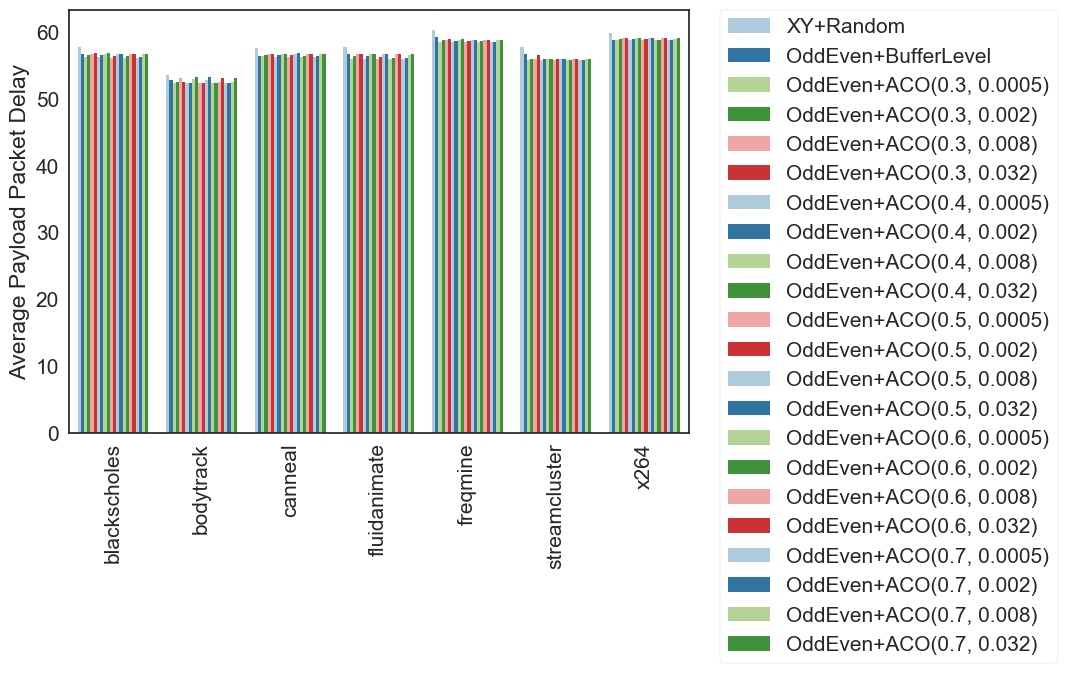 Average Payload Packet Delay
60
50
40
30
20
10
0
blackscholes
bodytrack
canneal
fluidanimate
freqmine
streamcluster
x264
XY+Random
OddEven+BufferLevel
OddEven+ACO(0.3, 0.0005)
OddEven+ACO(0.3, 0.002)
OddEven+ACO(0.3, 0.008)
OddEven+ACO(0.3, 0.032)
OddEven+ACO(0.4, 0.0005)
OddEven+ACO(0.4, 0.002)
OddEven+ACO(0.4, 0.008)
OddEven+ACO(0.4, 0.032)
OddEven+ACO(0.5, 0.0005)
OddEven+ACO(0.5, 0.002)
OddEven+ACO(0.5, 0.008)
OddEven+ACO(0.5, 0.032)
OddEven+ACO(0.6, 0.0005)
OddEven+ACO(0.6, 0.002)
OddEven+ACO(0.6, 0.008)
OddEven+ACO(0.6, 0.032)
OddEven+ACO(0.7, 0.0005)
OddEven+ACO(0.7, 0.002)
OddEven+ACO(0.7, 0.008)
OddEven+ACO(0.7, 0.032)